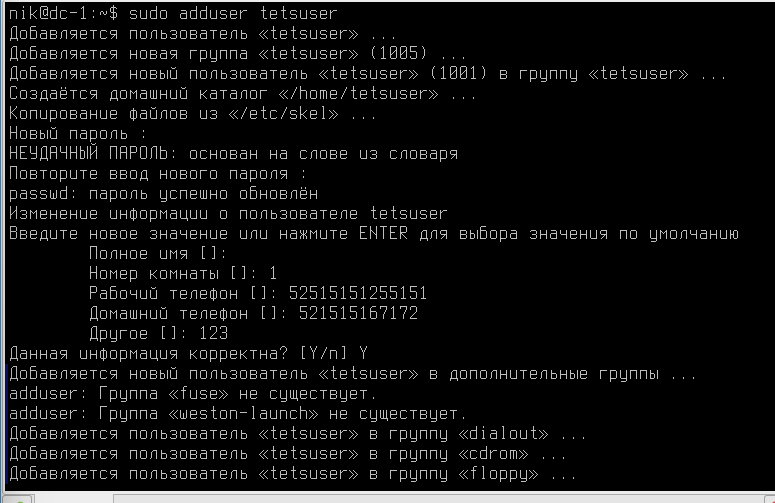 nik@dc-1:~$ sudo adduser tetsuser
Добавляется пользователь «tetsuser» ...
Добавляется новая группа «tetsuser» (1005) ...
Добавляется новый пользователь «tetsuser» (1001) в группу «tetsuser» ...
Создаётся домашний каталог «/home/tetsuser» ...
Копирование файлов из «/etc/skel» ...
Новый пароль :
НЕУДАЧНЫЙ ПАРОЛЬ: основан на слове из словаря
Повторите ввод нового пароля :
passwd: пароль успешно обновлён
Изменение информации о пользователе tetsuser
Введите новое значение или нажмите ENTER для выбора значения по умолчанию
Полное имя []:
Номер комнаты []: 1
Рабочий телефон []: 52515151255151
Домашний телефон []: 521515167172
Другое []: 123
Данная информация корректна? [Y/n] Y
Добавляется новый пользователь «tetsuser» в дополнительные группы ...
adduser: Группа «fuse» не существует.
adduser: Группа «weston-launch» не существует.
Добавляется пользователь «tetsuser» в группу «dialout» ...
Добавляется пользователь «tetsuser» в группу «cdrom» ...
Добавляется пользователь «tetsuser» в группу «floppy» ...